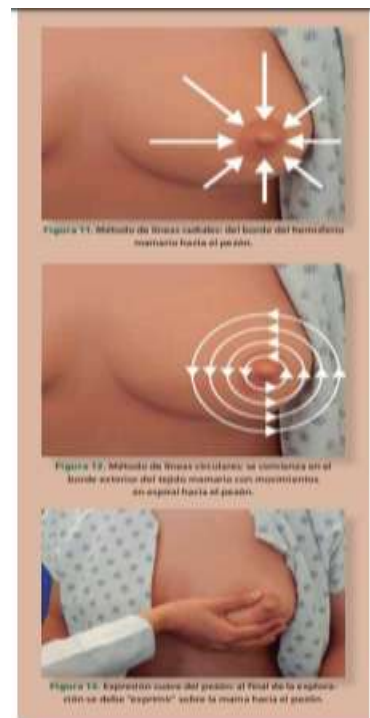 Figura 11. Método de líneas radiales: del borde del hemisferio
mamario hacia el pezón.
Figura 12. Método de líneas circulares: se comienza en el
borde exterior del tejido mamario con movimientos
en espiral hacia el pezón.
Figura 13. Expresión suave del pezón: al final de la explora-
ción se debe "exprimir" sobre la mama hacia el pezón.